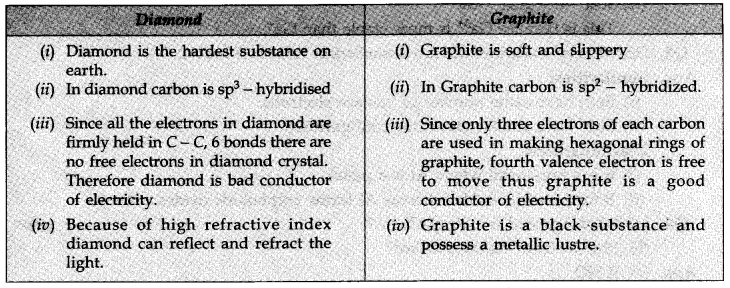 Diamond
(i) Diamond is the hardest substance on
earth.
(ii) In diamond carbon is sp³ – hybridised
(iii) Since all the electrons in diamond are
firmly held in C – C, 6 bonds there are
no free electrons in diamond crystal.
Therefore diamond is bad conductor
of electricity.
(iv) Because of high refractive index
diamond can reflect and refract the
light.
Graphite
(i) Graphite is soft and slippery
(ii) In Graphite carbon is sp² – hybridized.
(iii) Since only three electrons of each carbon
are used in making hexagonal rings of
graphite, fourth valence electron is free
to move thus graphite is a good
conductor of electricity.
(iv) Graphite is a black substance and
possess a metallic lustre.